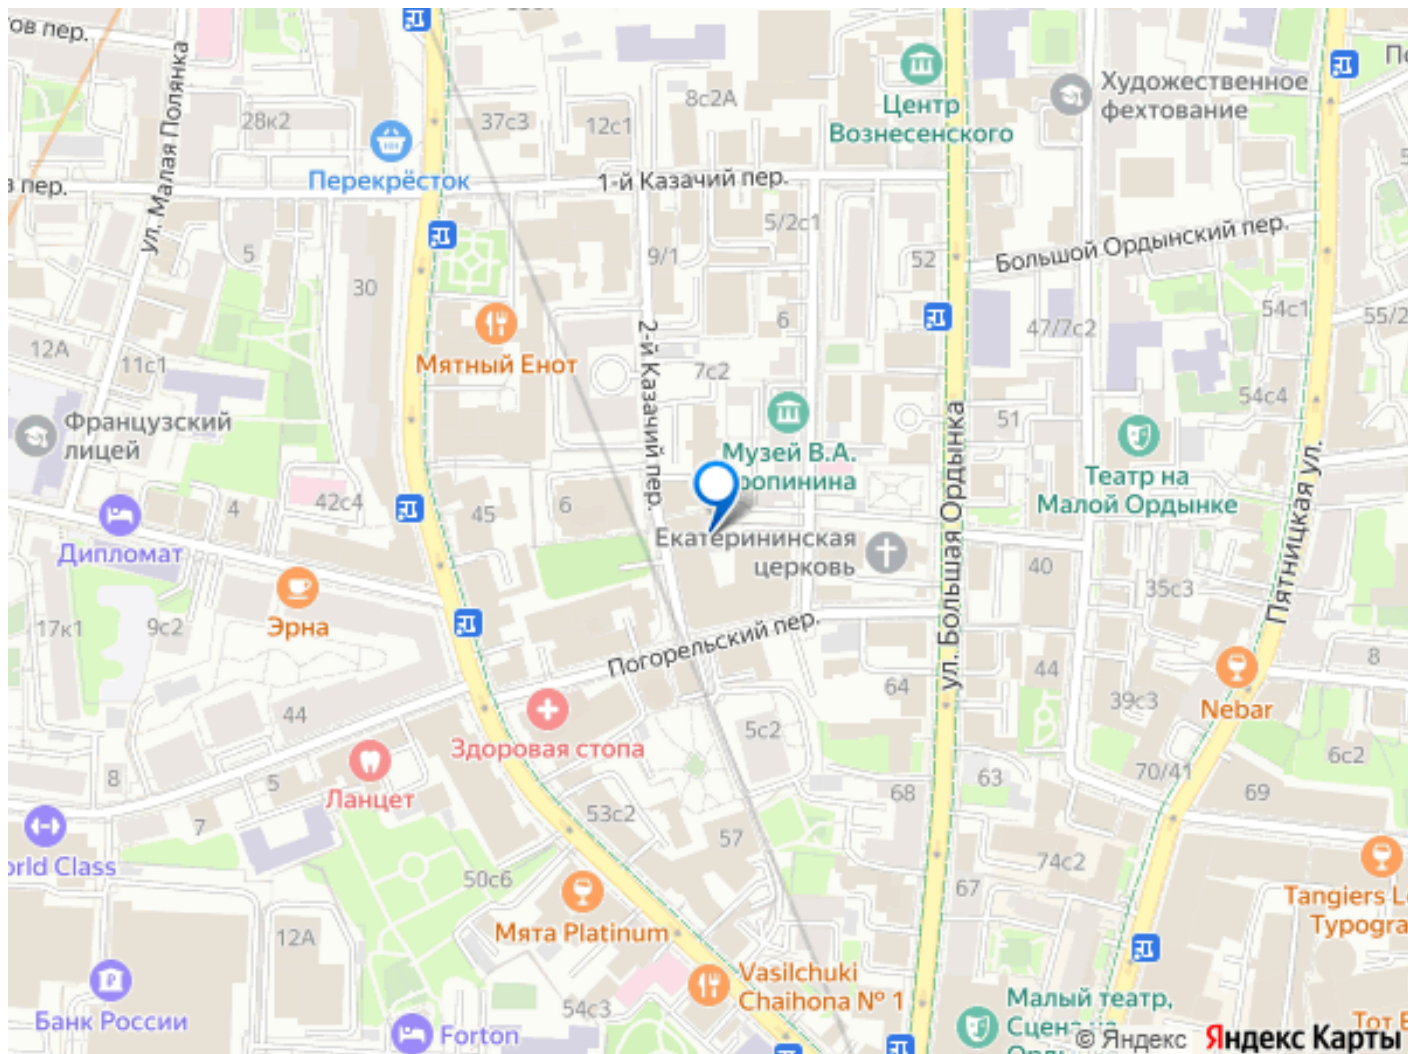 ов пер.
ул. Малая Полянка
28к2
Перекрёсток
37с3
12с1
8с2А
Центр
Вознесенского
Художественное
фехтование
По
в пер.
1-й Казачий пер.
5/2с1
9/1
52
Большой Ордынский пер.
5
30
54с1
55/2
47/7с2
6
12А
11с1
Мятный Енот
2-й Казачий пер.
7с2
54с4
51
Французский
лицей
Музей В.А.
ропинина
Театр на
Малой Ордынке
ул. Большая Ордынка
Пятницкая ул.
42с4
4
45
6
Дипломат
Екатерининская
церковь
40
35с3
Эрна
17к1
9с2
Погорельский пер.
8
44
64
39с3
Nebar
44
Здоровая стопа
5с2
6с2
8
5
Ланцет
63
70/41
69
68
7
53с2
57
orld Class
50с6
74с2
67
Tangiers L
Typogra
12А
Мята Platinum
Vasilchuki
Chaihona № 1
54с3
Банк России
Forton
Малый театр,
Сцена на
© Яндекс
Яндекс Карты